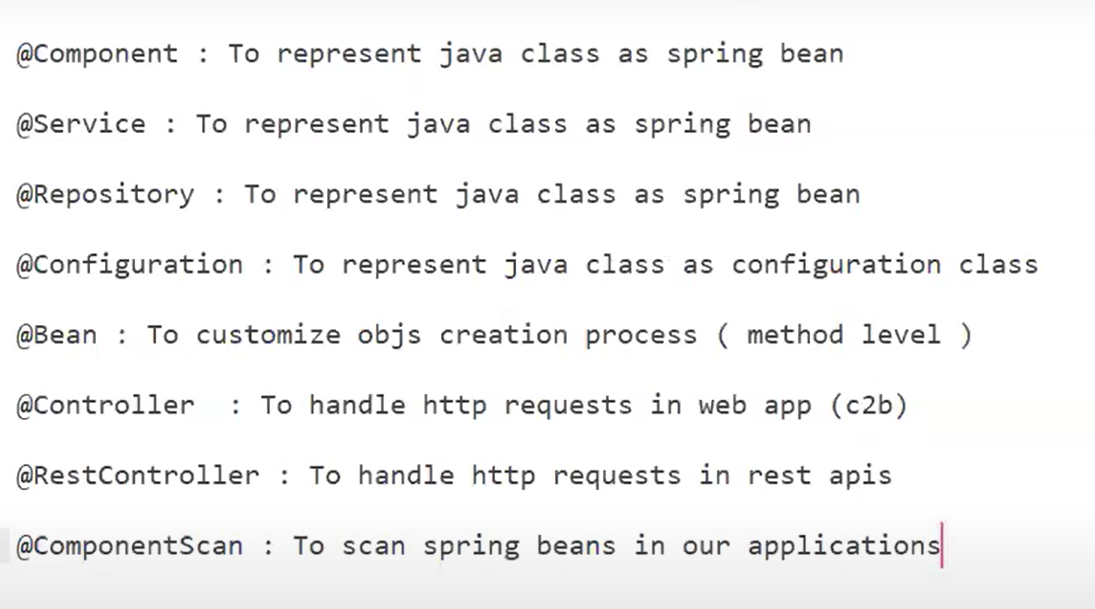 @Component : To represent java class as spring bean
@Service : To represent java class as spring bean
@Repository : To represent java class as spring bean
@Configuration : To represent java class as configuration class
@Bean : To customize objs creation process ( method level )
@Controller  : To handle http requests in web app (c2b)
@RestController : To handle http requests in rest apis
@ComponentScan : To scan spring beans in our applications